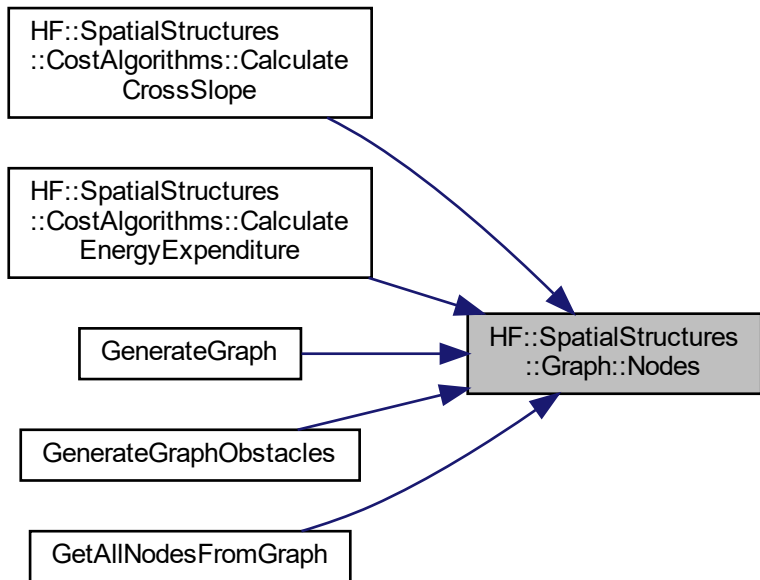 HF::SpatialStructures
::CostAlgorithms::Calculate
CrossSlope
HF::SpatialStructures
::CostAlgorithms::Calculate
EnergyExpenditure
GenerateGraph
HF::SpatialStructures
::Graph::Nodes
GenerateGraphObstacles
GetAllNodesFromGraph